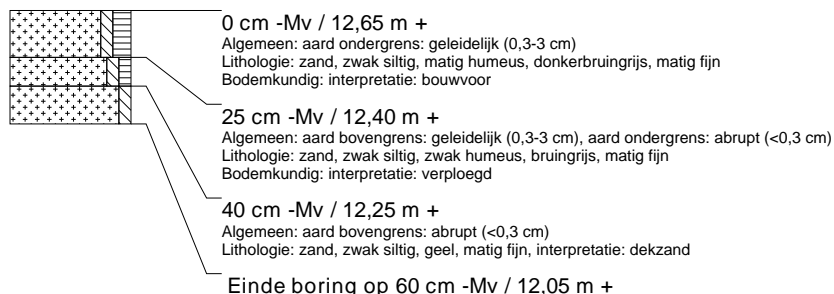 0 cm -Mv / 12,65 m +
Algemeen: aard ondergrens: geleidelijk (0,3-3 cm)
Lithologie: zand, zwak siltig, matig humeus, donkerbruingrijs, matig fijn
Bodemkundig: interpretatie: bouwvoor
25 cm -Mv / 12,40 m +
Algemeen: aard bovengrens: geleidelijk (0,3-3 cm), aard ondergrens: abrupt (<0,3 cm)
Lithologie: zand, zwak siltig, zwak humeus, bruingrijs, matig fijn
Bodemkundig: interpretatie: verploegd
40 cm -Mv / 12,25 m +
Algemeen: aard bovengrens: abrupt (<0,3 cm)
Lithologie: zand, zwak siltig, geel, matig fijn, interpretatie: dekzand
Einde boring op 60 cm -Mv / 12,05 m +